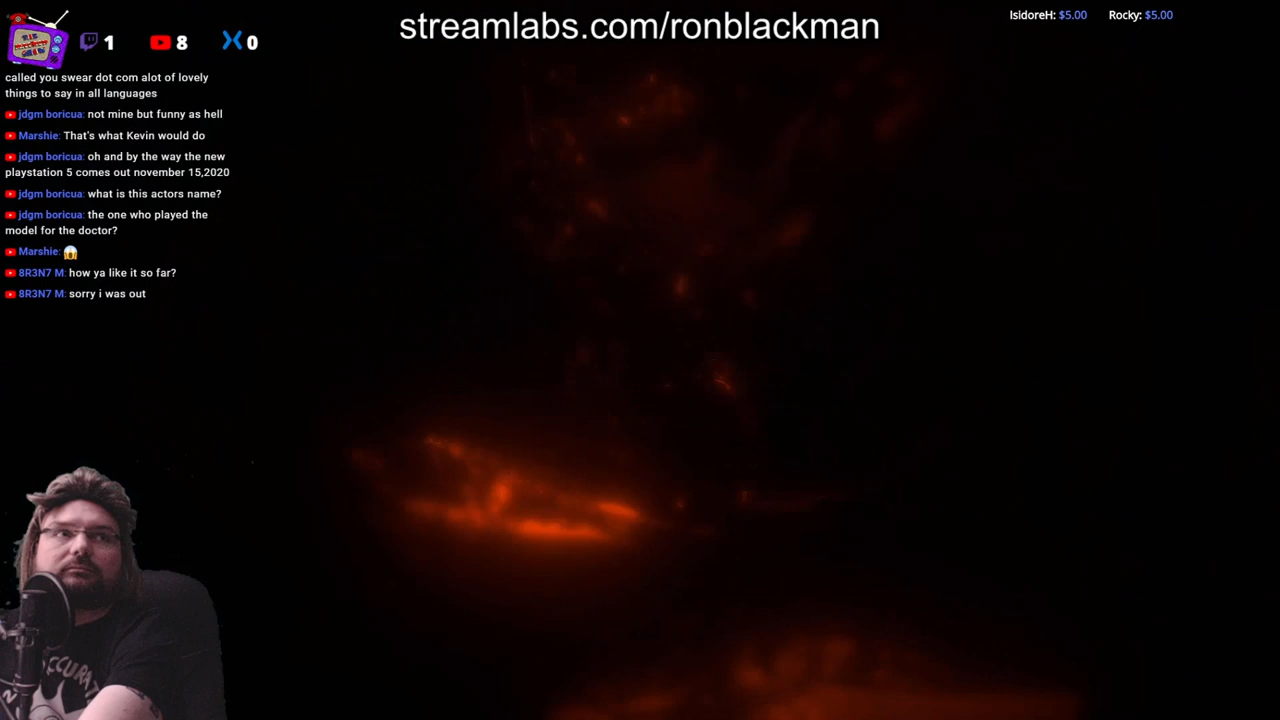 streamlabs.com/ronblackman
IsidoreH: $5.00 Rocky: $5.00
1 8 0
called you swear dot com alot of lovely
things to say in all languages
jdgm boricua: not mine but funny as hell
Marshie: That's what Kevin would do
jdgm boricua: oh and by the way the new
playstation 5 comes out november 15,2020
jdgm boricua: what is this actors name?
jdgm boricua: the one who played the
model for the doctor?
Marshie: 😱
8R3N7 M: how ya like it so far?
8R3N7 M: sorry i was out